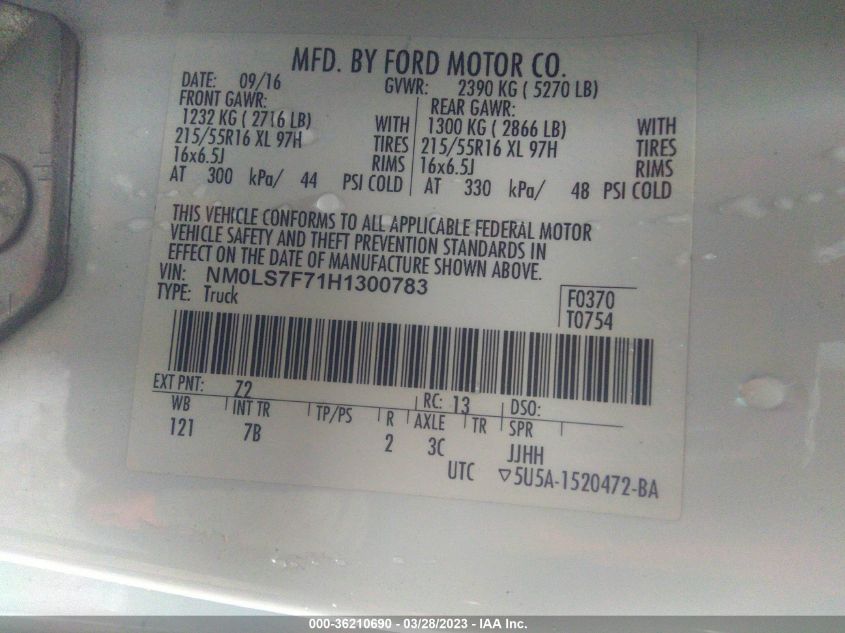 MFD. BY FORD MOTOR CO.
DATE: 09/16 GVWR: 2390 KG ( 5270 LB)
FRONT GAWR: REAR GAWR:
1232 KG ( 2716 LB) WITH 1300 KG ( 2866 LB) WITH
215/55R16 XL 97H TIRES 215/55R16 XL 97H TIRES
16x6.5J RIMS 16x6.5J RIMS
AT 300 kPa/ 44 PSI COLD AT 330 kPa/ 48 PSI COLD
THIS VEHICLE CONFORMS TO ALL APPLICABLE FEDERAL MOTOR
VEHICLE SAFETY AND THEFT PREVENTION STANDARDS IN
EFFECT ON THE DATE OF MANUFACTURE SHOWN ABOVE.
VIN: NM0LS7F71H1300783
TYPE: Truck
F0370
T0754
EXT PNT: Z2 RC: 13 DSO:
WB INT TR TP/PS R AXLE TR SPR
121 7B 2 3C JJHH
UTC ▽5U5A-1520472-BA
000-36210690 - 03/28/2023 - IAA Inc.